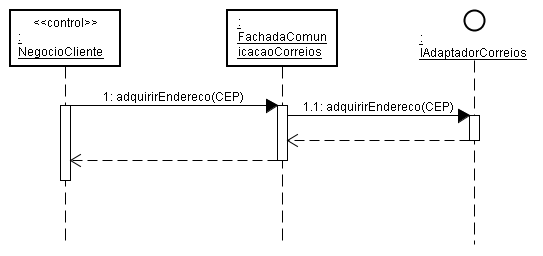 <<control>>
:
NegocioCliente
:
FachadaComun
icacaoCorreios
:
IAdaptadorCorreios
1: adquirirEndereco(CEP)
1.1: adquirirEndereco(CEP)